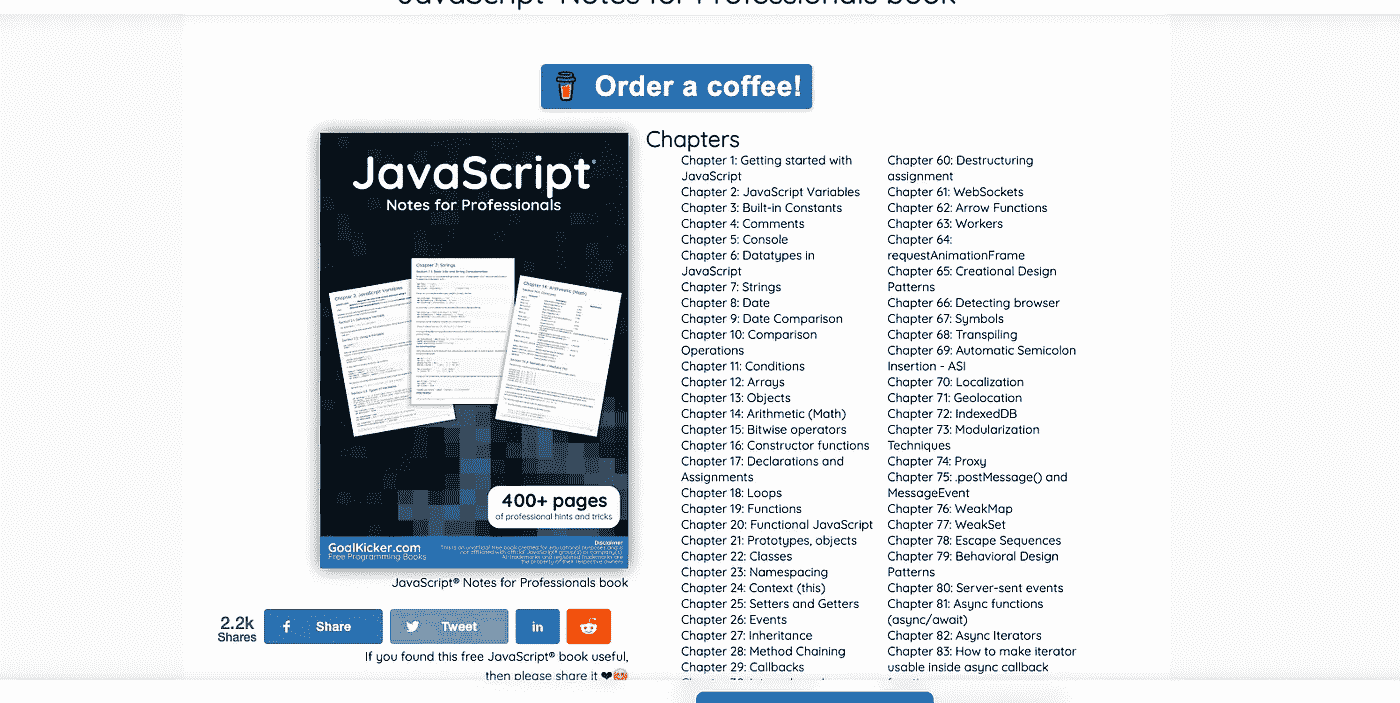 JavaScript® Notes for Professionals book
Order a coffee!
JavaScript®
Notes for Professionals
Chapter 2: JavaScript Variables
Chapter 7: Strings
Chapter 14: Arithmetic (Math)
400+ pages
of professional hints and tricks
GoalKicker.com
Free Programming Books
Disclaimer
This is an unofficial free book created for educational purposes and is
not affiliated with official JavaScript® group(s) or company(s).
All trademarks and registered trademarks are
the property of their respective owners
JavaScript® Notes for Professionals book
2.2k
Shares
Share
Tweet
in
If you found this free JavaScript® book useful,
then please share it ❤
Chapters
Chapter 1: Getting started with
JavaScript
Chapter 2: JavaScript Variables
Chapter 3: Built-in Constants
Chapter 4: Comments
Chapter 5: Console
Chapter 6: Datatypes in
JavaScript
Chapter 7: Strings
Chapter 8: Date
Chapter 9: Date Comparison
Chapter 10: Comparison
Operations
Chapter 11: Conditions
Chapter 12: Arrays
Chapter 13: Objects
Chapter 14: Arithmetic (Math)
Chapter 15: Bitwise operators
Chapter 16: Constructor functions
Chapter 17: Declarations and
Assignments
Chapter 18: Loops
Chapter 19: Functions
Chapter 20: Functional JavaScript
Chapter 21: Prototypes, objects
Chapter 22: Classes
Chapter 23: Namespacing
Chapter 24: Context (this)
Chapter 25: Setters and Getters
Chapter 26: Events
Chapter 27: Inheritance
Chapter 28: Method Chaining
Chapter 29: Callbacks
Chapter 60: Destructuring
assignment
Chapter 61: WebSockets
Chapter 62: Arrow Functions
Chapter 63: Workers
Chapter 64:
requestAnimationFrame
Chapter 65: Creational Design
Patterns
Chapter 66: Detecting browser
Chapter 67: Symbols
Chapter 68: Transpiling
Chapter 69: Automatic Semicolon
Insertion - ASI
Chapter 70: Localization
Chapter 71: Geolocation
Chapter 72: IndexedDB
Chapter 73: Modularization
Techniques
Chapter 74: Proxy
Chapter 75: .postMessage() and
MessageEvent
Chapter 76: WeakMap
Chapter 77: WeakSet
Chapter 78: Escape Sequences
Chapter 79: Behavioral Design
Patterns
Chapter 80: Server-sent events
Chapter 81: Async functions
(async/await)
Chapter 82: Async Iterators
Chapter 83: How to make iterator
usable inside async callback